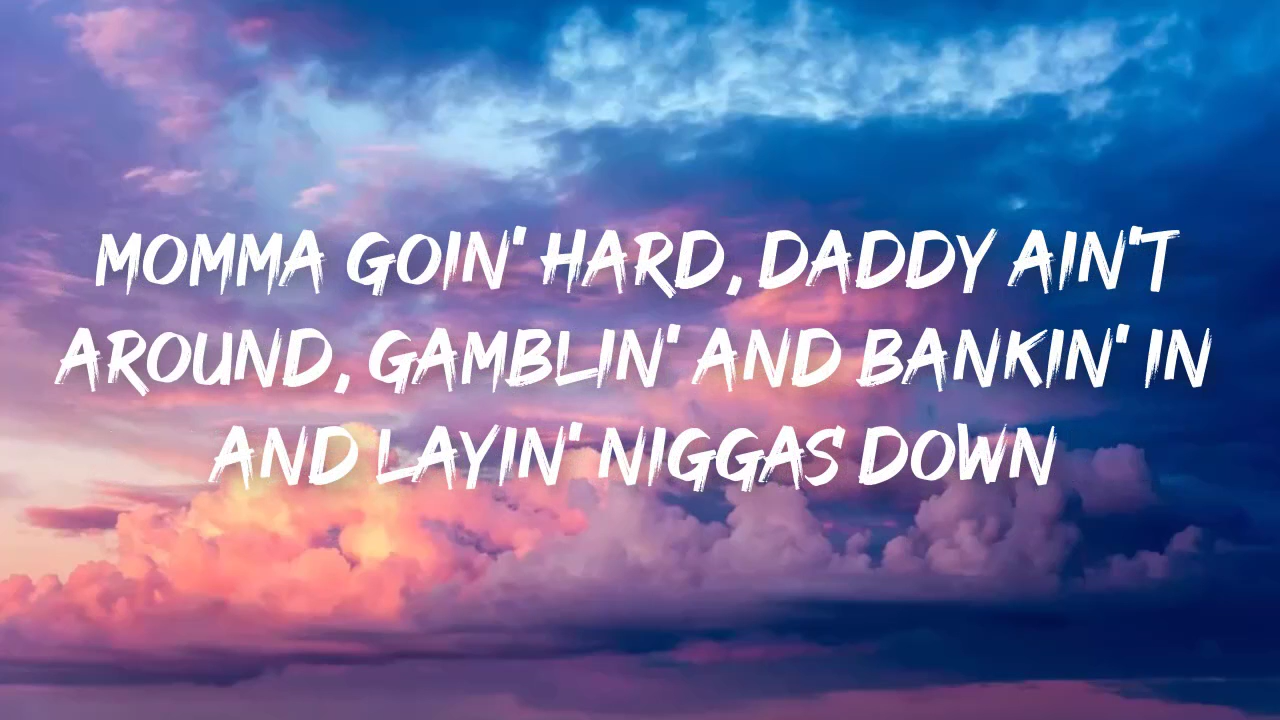 MOMMA GOIN' HARD, DADDY AIN'T
AROUND, GAMBLIN' AND BANKIN' IN
AND LAYIN' NIGGAS DOWN